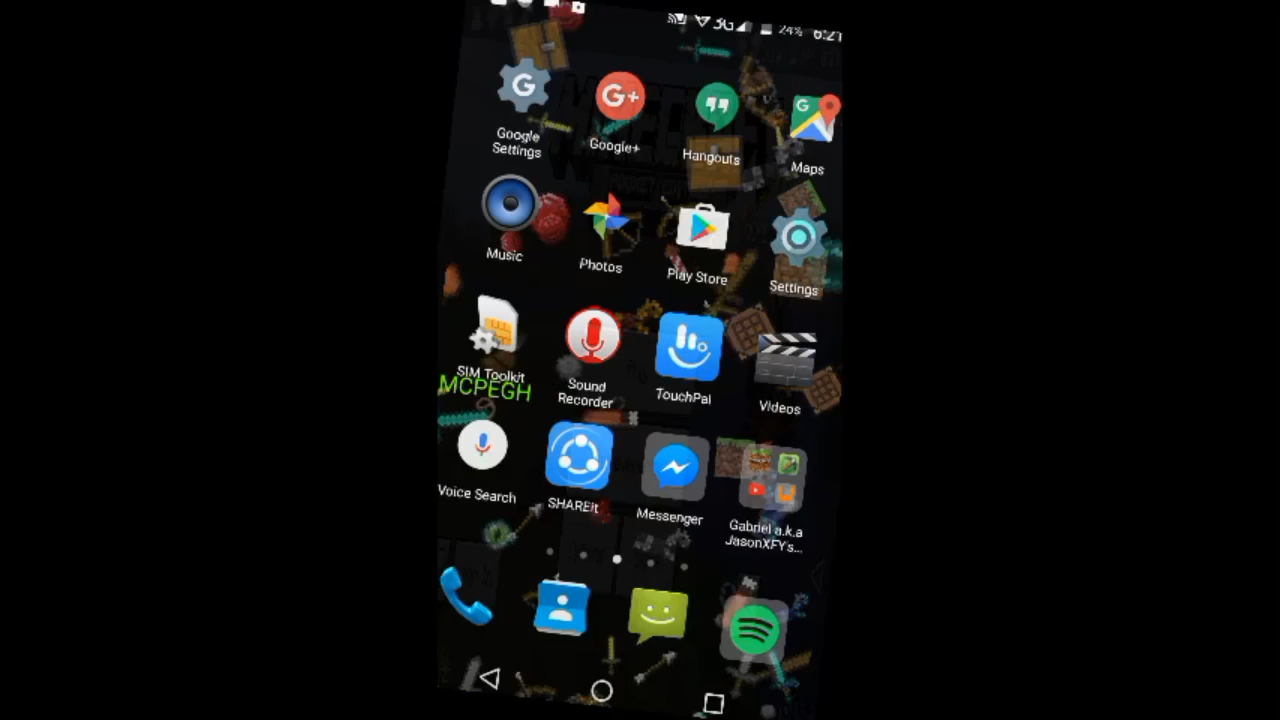 3G 24% 6:21
Google
Settings
Google+
Hangouts
Maps
Music
Photos
Play Store
Settings
SIM Toolkit
MCPEGH
Sound
Recorder
TouchPal
Videos
Voice Search
SHAREit
Messenger
Gabriel a.k.a
JasonXFY's...